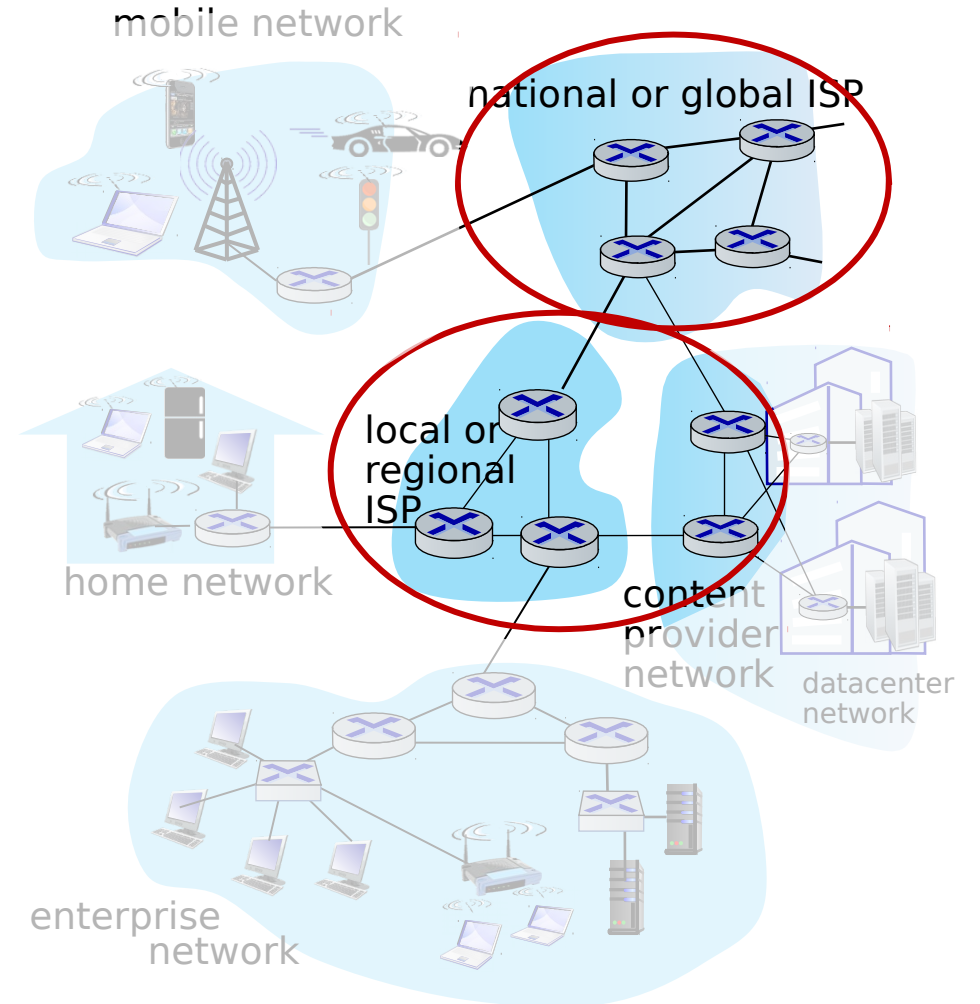 mobile network
national or global ISP
local or
regional
ISP
home network
content
provider
network
datacenter
network
enterprise
network